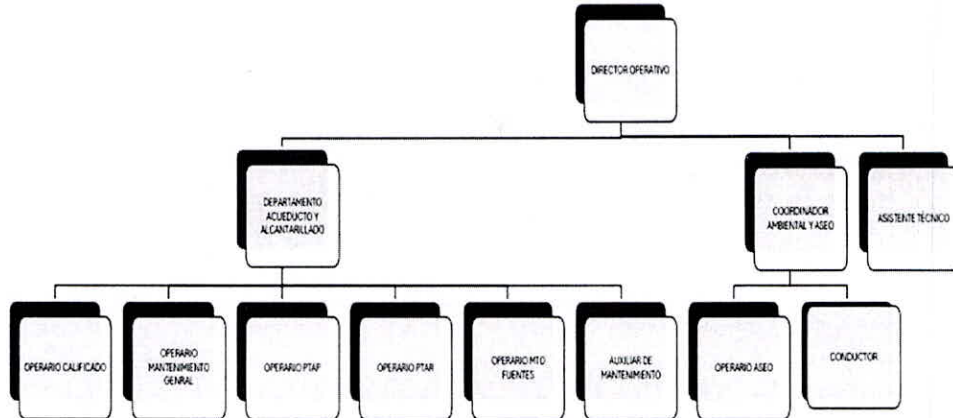 DIRECTOR OPERATIVO
DEPARTAMENTO
ACUEDUCTO Y
ALCANTARILLADO
COORDINADOR
AMBIENTAL Y ASEO
ASISTENTE TÉCNICO
OPERARIO CALIFICADO
OPERARIO
MANTENIMIENTO
GENRAL
OPERARIO PTAP
OPERARIO PTAR
OPERARIO MTO
FUENTES
AUXILIAR DE
MANTENIMIENTO
OPERARIO ASEO
CONDUCTOR